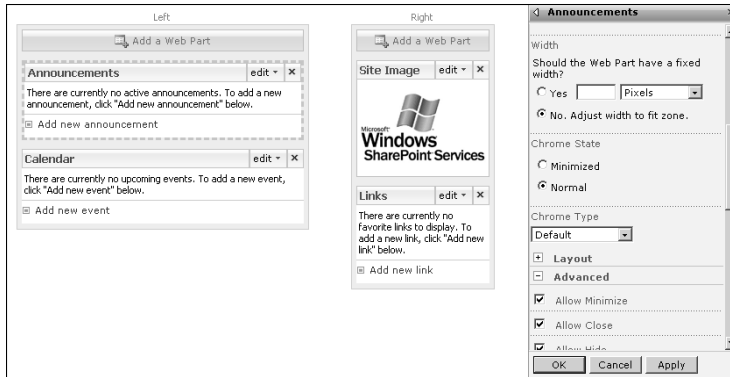 Left
Add a Web Part
Announcements edit ×
There are currently no active announcements. To add a new
announcement, click "Add new announcement" below.
Add new announcement
Calendar edit ×
There are currently no upcoming events. To add a new event,
click "Add new event" below.
Add new event
Right
Add a Web Part
Site Image edit ×
Microsoft
Windows
SharePoint Services
Links edit ×
There are currently no
favorite links to display. To
add a new link, click "Add new
link" below.
Add new link
Announcements
Width
Should the Web Part have a fixed
width?
Yes Pixels
No. Adjust width to fit zone.
Chrome State
Minimized
Normal
Chrome Type
Default
Layout
Advanced
Allow Minimize
Allow Close
Allow Hide
OK Cancel Apply